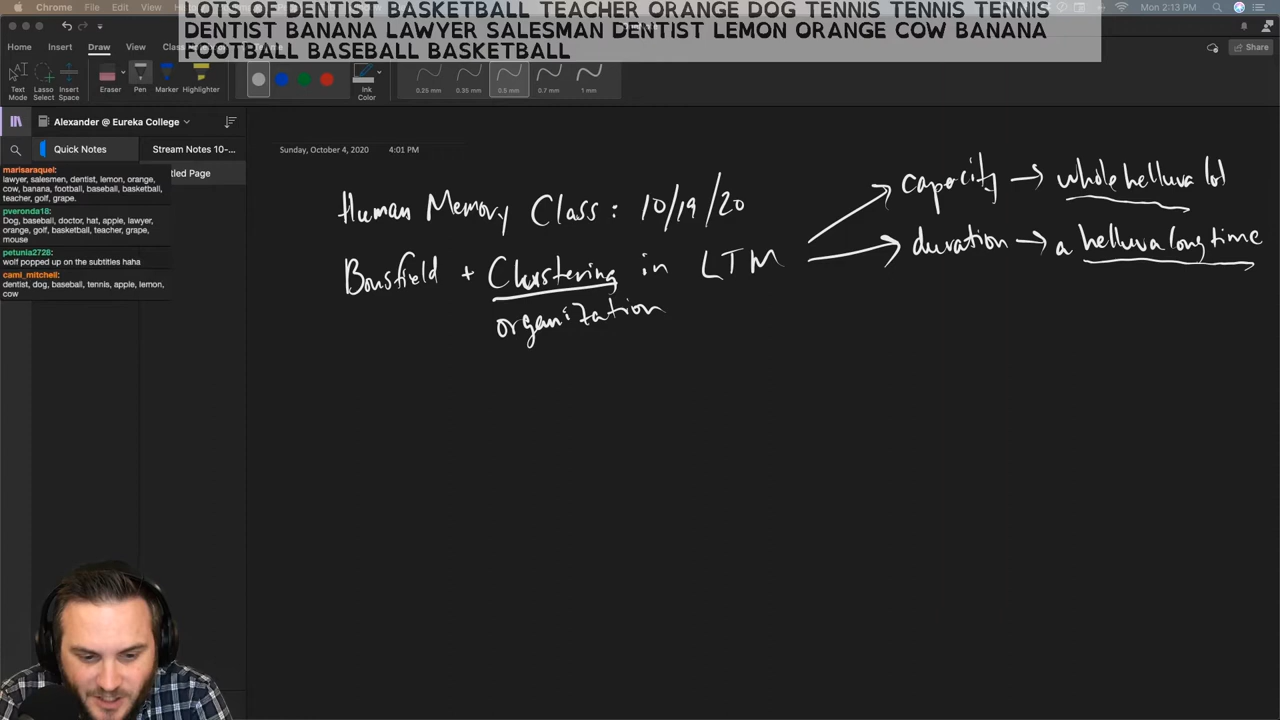 Chrome File Edit View Mon 2:13 PM
LOTS OF DENTIST BASKETBALL TEACHER ORANGE DOG TENNIS TENNIS TENNIS
DENTIST BANANA LAWYER SALESMAN DENTIST LEMON ORANGE COW BANANA
FOOTBALL BASEBALL BASKETBALL
Home Insert Draw View Share
Text Mode
Lasso Select
Insert Space
Eraser
Pen
Marker
Highlighter
Ink Color
0.25 mm 0.35 mm 0.5 mm 0.7 mm 1 mm
Alexander @ Eureka College
Quick Notes Stream Notes 10-...
tled Page
Sunday, October 4, 2020 4:01 PM
marisaraquel:
lawyer, salesmen, dentist, lemon, orange,
cow, banana, football, baseball, basketball,
teacher, golf, grape.
pveronda18:
Dog, baseball, doctor, hat, apple, lawyer,
orange, golf, basketball, teacher, grape,
mouse
petunia2728:
wolf popped up on the subtities haha
cami_mitchell:
dentist, dog, baseball, tennis, apple, lemon,
cow
Human Memory Class: 10/19/20
Bousfield + Clustering in LTM
organization
capacity → whole helluva lot
duration → a helluva long time